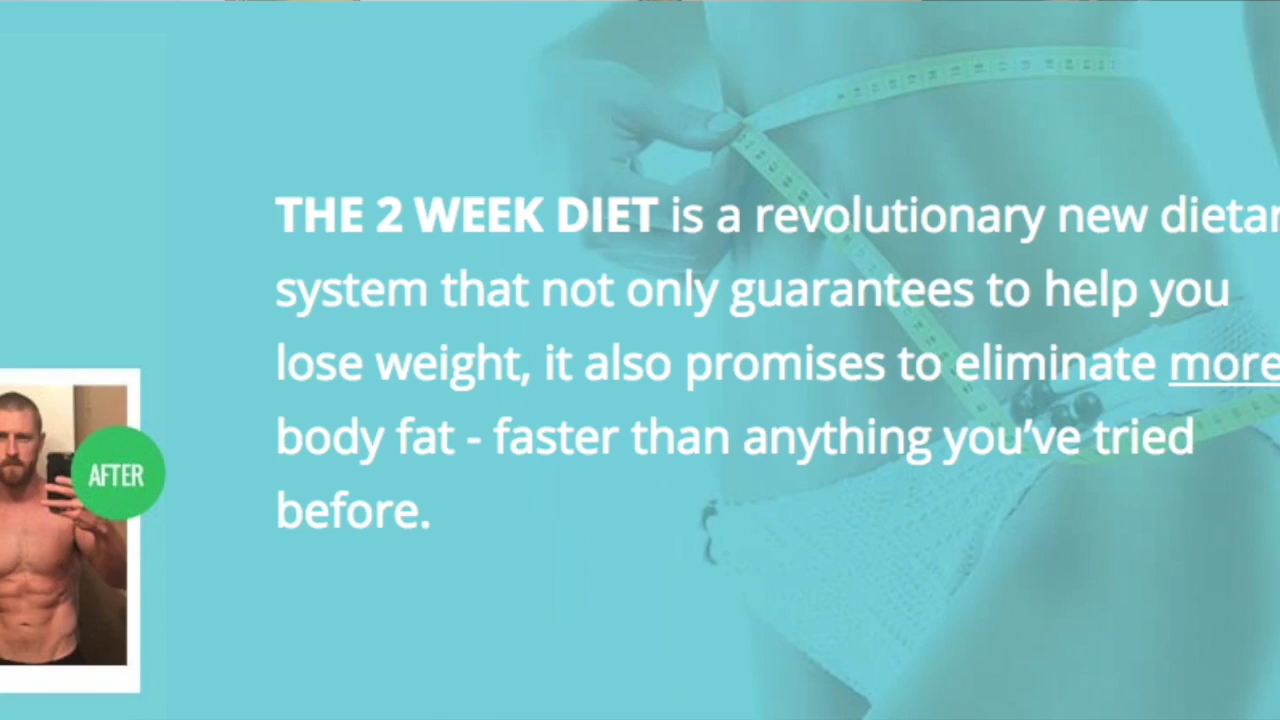 THE 2 WEEK DIET is a revolutionary new dietar
system that not only guarantees to help you
lose weight, it also promises to eliminate more
body fat - faster than anything you've tried
before.
AFTER